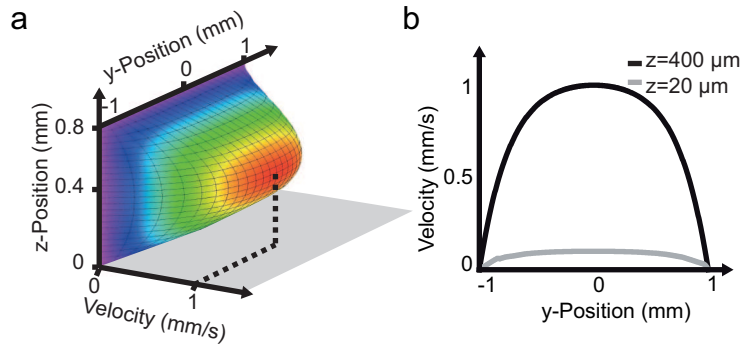 a
y-Position (mm)
-1
0
1
z-Position (mm)
0.8
0.4
0
0
1
Velocity (mm/s)
b
z=400 µm
z=20 µm
Velocity (mm/s)
1
0.5
0
-1
0
1
y-Position (mm)